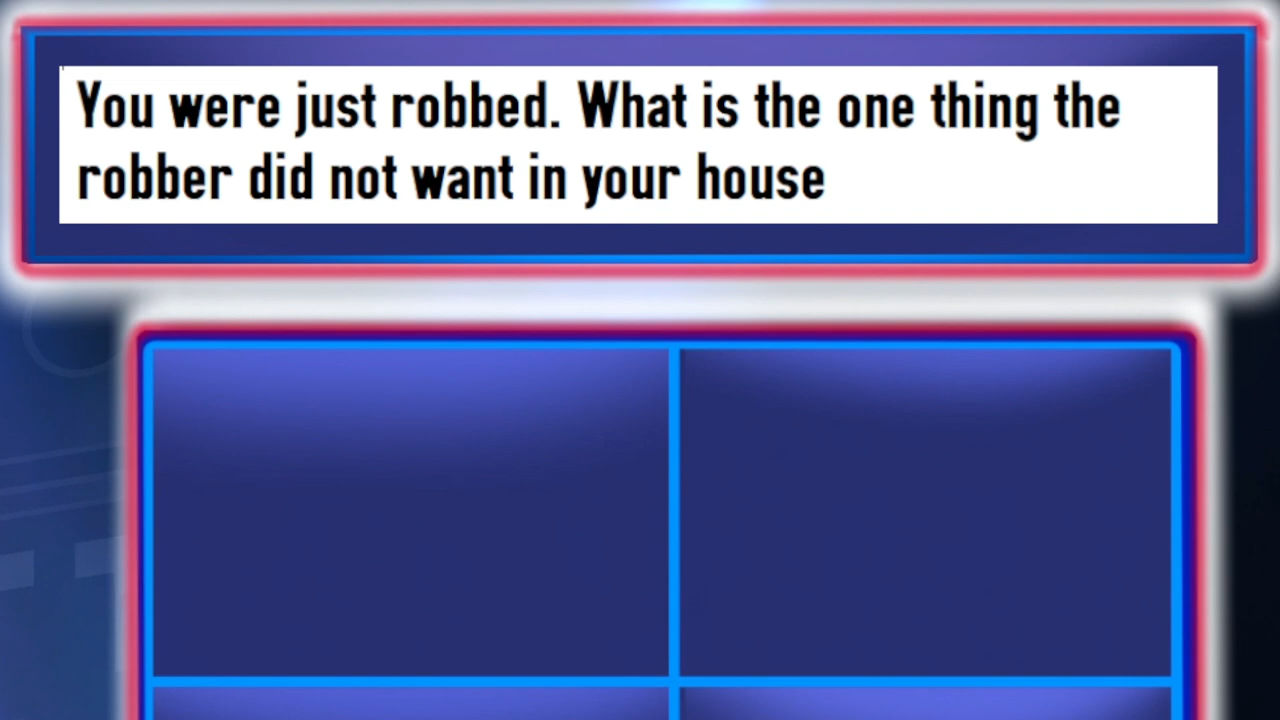 You were just robbed. What is the one thing the
robber did not want in your house